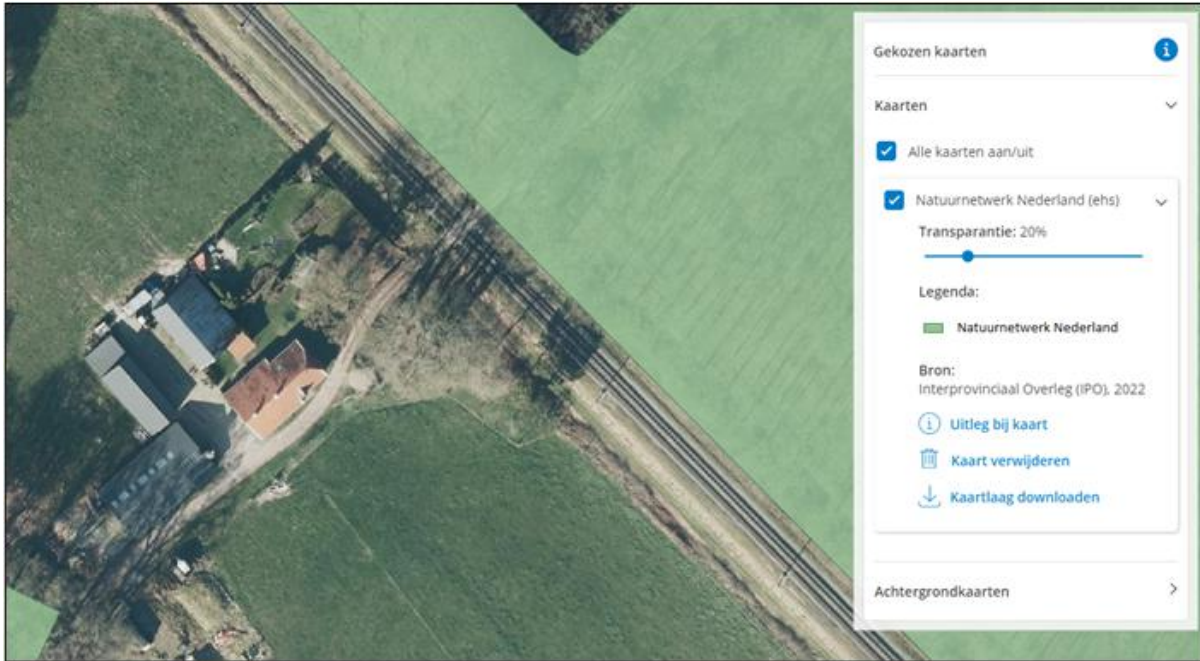 Gekozen kaarten
Kaarten
Alle kaarten aan/uit
Natuurnetwerk Nederland (ehs)
Transparantie: 20%
Legenda:
Natuurnetwerk Nederland
Bron:
Interprovinciaal Overleg (IPO), 2022
Uitleg bij kaart
Kaart verwijderen
Kaartlaag downloaden
Achtergrondkaarten